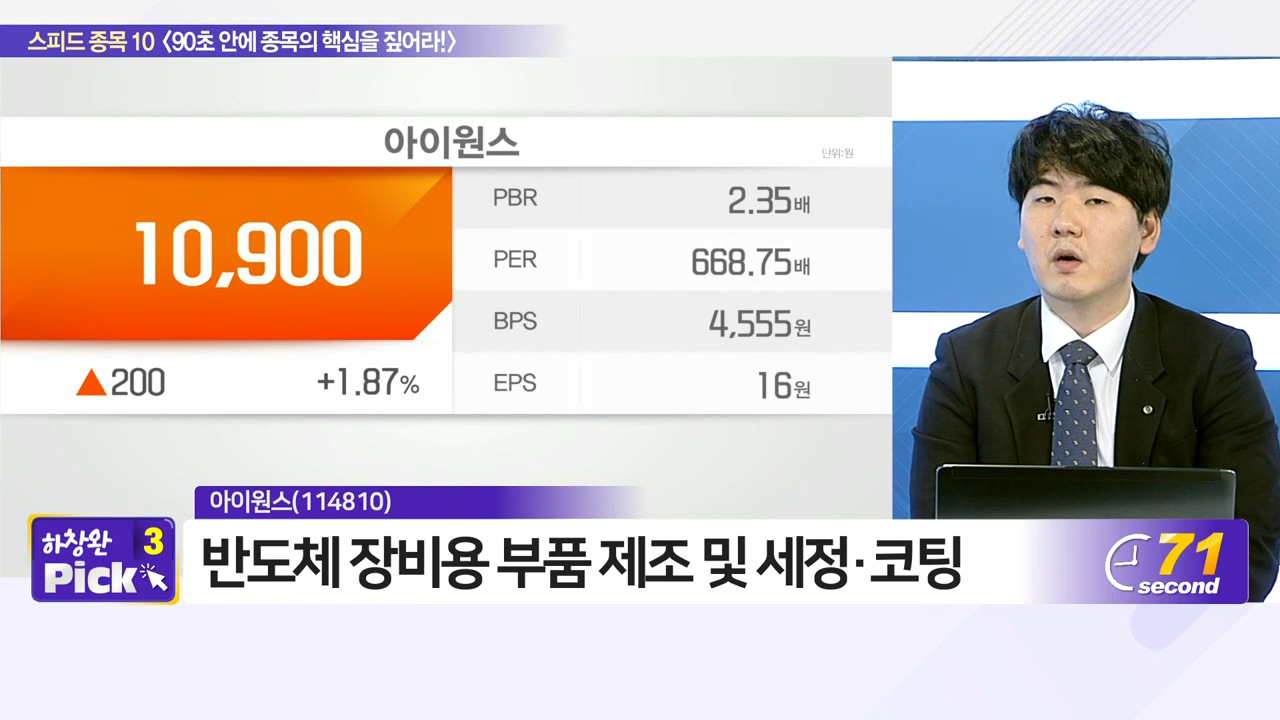 스피드 종목 10 〈90초 안에 종목의 핵심을 짚어라!〉
아이원스
단위:원
10,900
▲200 +1.87%
PBR 2.35배
PER 668.75배
BPS 4,555원
EPS 16원
아이원스(114810)
하창완 3
Pick
반도체 장비용 부품 제조 및 세정·코팅
71
second